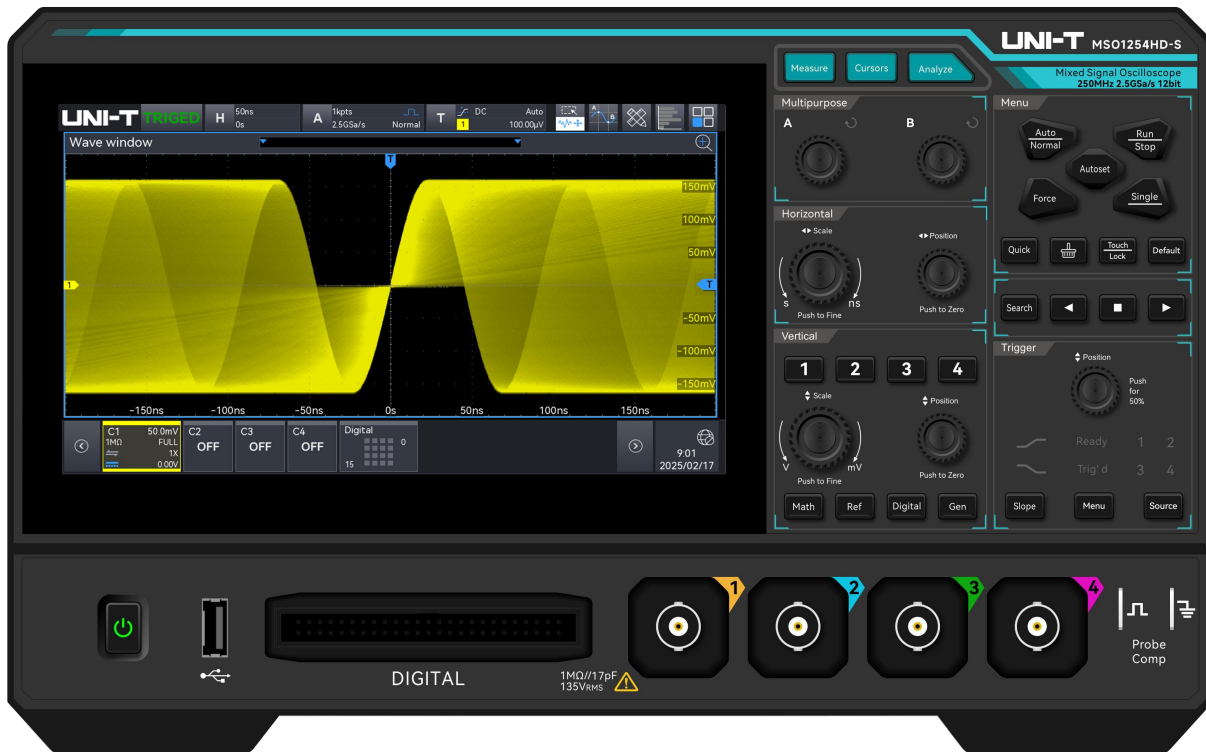 UNI-T MSO1254HD-S
Mixed Signal Oscilloscope
250MHz 2.5GSa/s 12bit
Measure Cursors Analyze
UNI-T TRIGED H 50ns 0s A 1kpts 2.5GSa/s Normal T DC 1 Auto 100.00μV
A B
Wave window
T
150mV
100mV
50mV
1 T
-50mV
-100mV
-150mV
-150ns -100ns -50ns 0s 50ns 100ns 150ns
C1 50.0mV
1MΩ FULL
1X
0.00V
C2 OFF
C3 OFF
C4 OFF
Digital
0
15
9:01
2025/02/17
Multipurpose
A B
Horizontal
Scale
Position
s ns
Push to Fine
Push to Zero
Vertical
1 2 3 4
Scale
Position
V mV
Push to Fine
Push to Zero
Math Ref Digital Gen
Menu
Auto
Normal
Run
Stop
Autoset
Force
Single
Quick
Touch
Lock
Default
Search
Trigger
Position
Push
for
50%
Ready 1 2
Trig' d 3 4
Slope Menu Source
DIGITAL
1MΩ//17pF
135VRMS
1 2 3 4
Probe
Comp